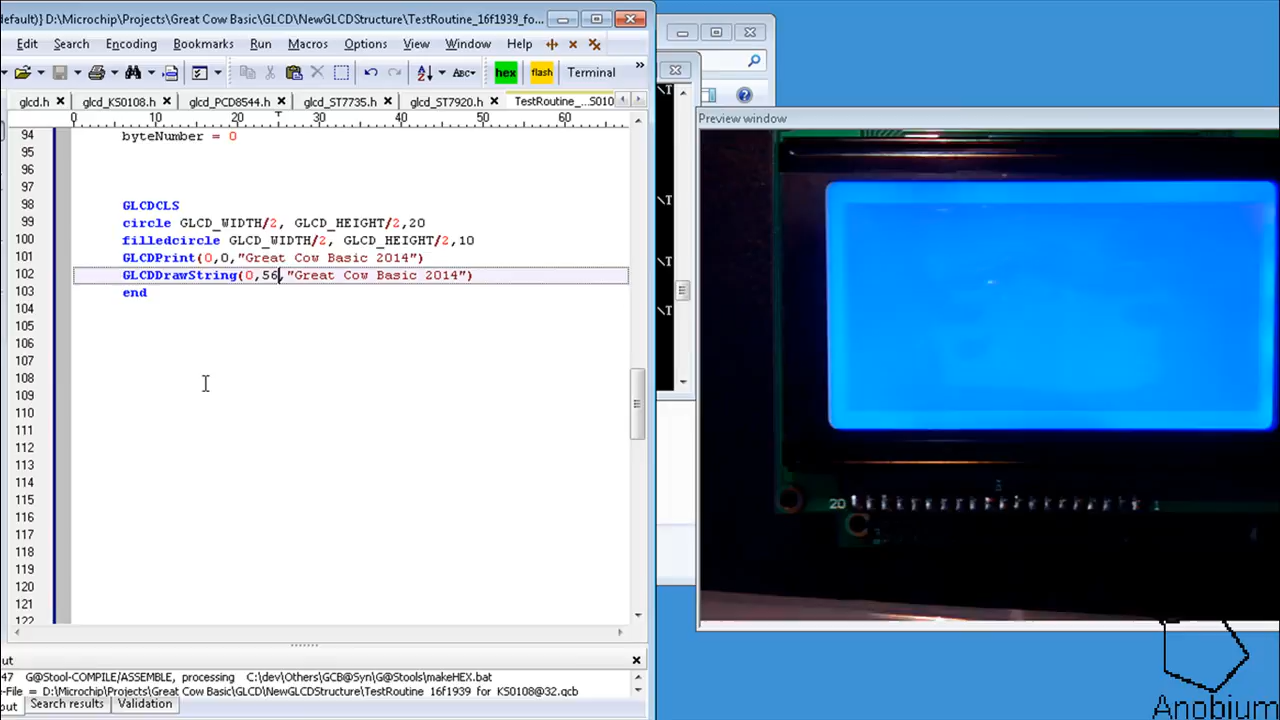 default)} D:\Microchip\Projects\Great Cow Basic\GLCD\NewGLCDStructure\TestRoutine_16f1939_fo...
Edit Search Encoding Bookmarks Run Macros Options View Window Help
hex flash Terminal »
glcd.h glcd_KS0108.h glcd_PCD8544.h glcd_ST7735.h glcd_ST7920.h TestRoutine_...S010
0 10 20 30 40 50 60
94 byteNumber = 0
95
96
97
98 GLCDCLS
99 circle GLCD_WIDTH/2, GLCD_HEIGHT/2,20
100 filledcircle GLCD_WIDTH/2, GLCD_HEIGHT/2,10
101 GLCDPrint(0,0,"Great Cow Basic 2014")
102 GLCDDrawString(0,56,"Great Cow Basic 2014")
103 end
104
105
106
107
108
109
110
111
112
113
114
115
116
117
118
119
120
121
122
ut
47 G@Stool-COMPILE/ASSEMBLE, processing C:\dev\Others\GCB@Syn\G@Stools\makeHEX.bat
e-File = D:\Microchip\Projects\Great Cow Basic\GLCD\NewGLCDStructure\TestRoutine 16f1939 for KS0108@32.gcb
out Search results Validation
\T
\T
\T
\T
Preview window
20 1
Anobium